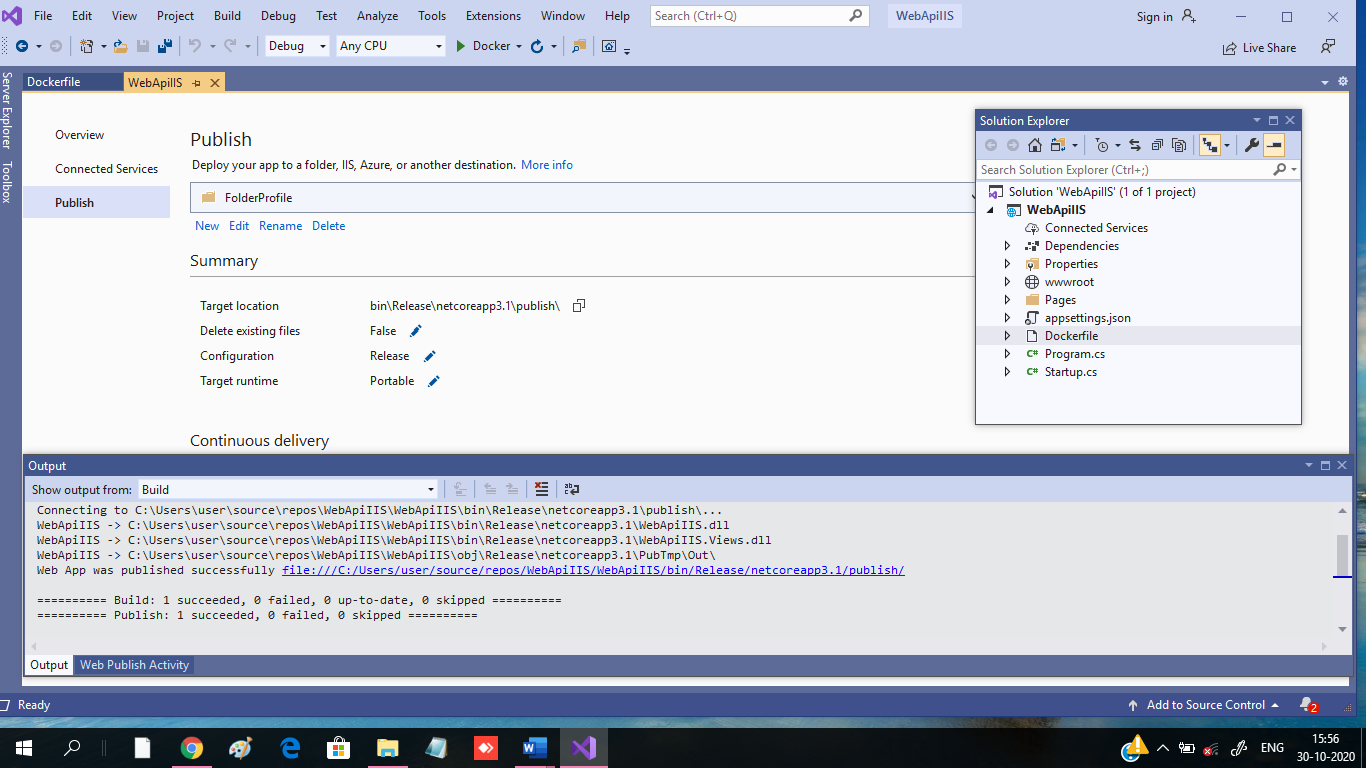 File Edit View Project Build Debug Test Analyze Tools Extensions Window Help Search (Ctrl+Q) WebApiIIS Sign in
Debug Any CPU Docker Live Share
Server Explorer
Toolbox
Dockerfile WebApiIIS
Overview
Connected Services
Publish
Publish
Deploy your app to a folder, IIS, Azure, or another destination. More info
FolderProfile
New Edit Rename Delete
Summary
Target location bin\Release\netcoreapp3.1\publish\
Delete existing files False
Configuration Release
Target runtime Portable
Continuous delivery
Solution Explorer
Search Solution Explorer (Ctrl+;)
Solution 'WebApiIIS' (1 of 1 project)
WebApiIIS
Connected Services
Dependencies
Properties
wwwroot
Pages
appsettings.json
Dockerfile
C# Program.cs
C# Startup.cs
Output
Show output from: Build
Connecting to C:\Users\user\source\repos\WebApiIIS\WebApiIIS\bin\Release\netcoreapp3.1\publish\...
WebApiIIS -> C:\Users\user\source\repos\WebApiIIS\WebApiIIS\bin\Release\netcoreapp3.1\WebApiIIS.dll
WebApiIIS -> C:\Users\user\source\repos\WebApiIIS\WebApiIIS\bin\Release\netcoreapp3.1\WebApiIIS.Views.dll
WebApiIIS -> C:\Users\user\source\repos\WebApiIIS\WebApiIIS\obj\Release\netcoreapp3.1\PubTmp\Out\
Web App was published successfully file:///C:/Users/user/source/repos/WebApiIIS/WebApiIIS/bin/Release/netcoreapp3.1/publish/
========== Build: 1 succeeded, 0 failed, 0 up-to-date, 0 skipped ==========
========== Publish: 1 succeeded, 0 failed, 0 skipped ==========
Output Web Publish Activity
Ready Add to Source Control 2
ENG 15:56
30-10-2020